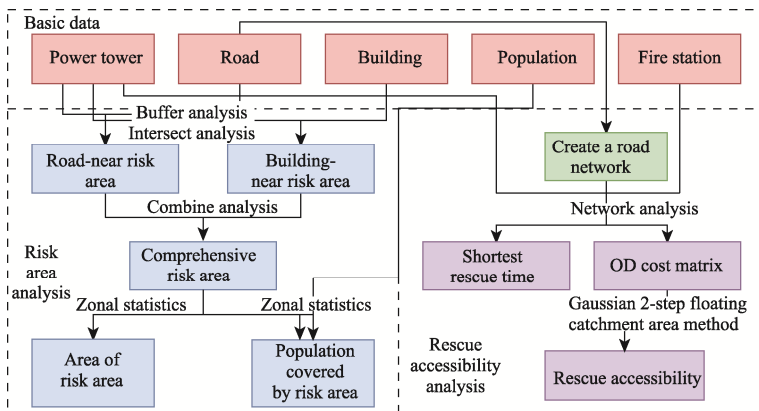 Basic data
Power tower
Road
Building
Population
Fire station
Buffer analysis
Intersect analysis
Road-near risk
area
Building-
near risk area
Create a road
network
Combine analysis
Network analysis
Risk
area
analysis
Comprehensive
risk area
Shortest
rescue time
OD cost matrix
Zonal statistics
Zonal statistics
Gaussian 2-step floating
catchment area method
Area of
risk area
Population
covered
by risk area
Rescue
accessibility
analysis
Rescue accessibility